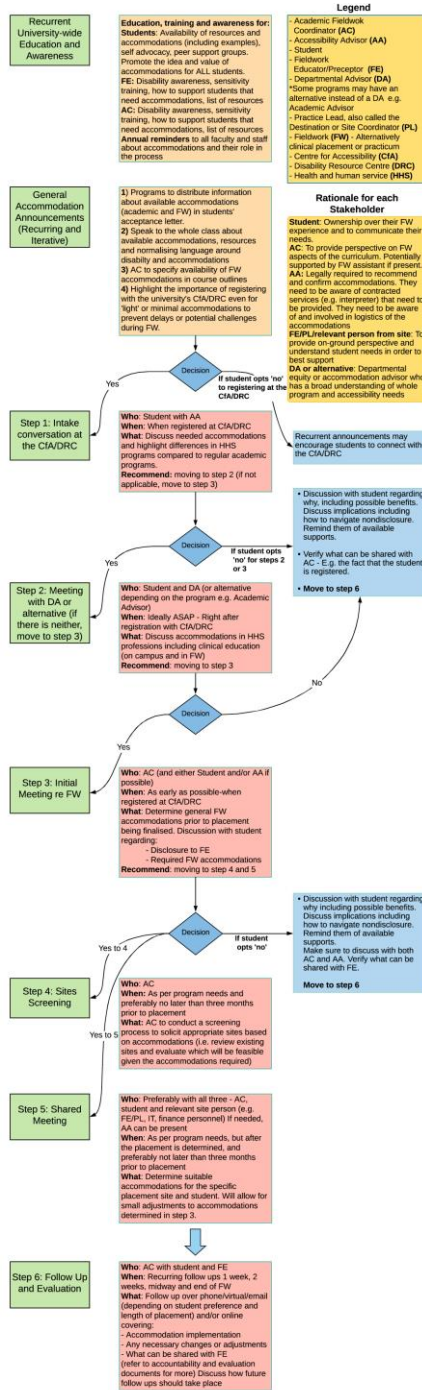 Recurrent
University-wide
Education and
Awareness
Education, training and awareness for:
Students: Availability of resources
and accommodations (including examples),
self advocacy, peer support groups.
Promote the idea and value of
accommodations for ALL students.
FE: Disability awareness, sensitivity
training, how to support students
that need accommodations, list of resources
AC: Disability awareness, sensitivity
training, how to support students that
need accommodations, list of resources
Annual reminders to all faculty and staff
about accommodations and their role in
the process
Legend
- Academic Fieldwok
Coordinator (AC)
- Accessibility Advisor (AA)
- Student
- Fieldwork
Educator/Preceptor (FE)
- Departmental Advisor (DA)
*Some programs may have an
alternative instead of a DA e.g.
Academic Advisor
- Practice Lead, also called the
Destination or Site Coordinator (PL)
- Fieldwork (FW) - Alternatively
clinical placement or practicum
- Centre for Accessibility (CfA)
- Disability Resource Centre (DRC)
- Health and human service (HHS)
General
Accommodation
Announcements
(Recurring and
Iterative)
1) Programs to distribute information
about available accommodations
(academic and FW) in students'
acceptance letter.
2) Speak to the whole class about
available accommodations, resources
and normalising language around
disability and accommodations
3) AC to specify availability of FW
accommodations in course outlines
4) Highlight the importance of registering
with the university's CfA/DRC even for
'light' or minimal accommodations to
prevent delays or potential challenges
during FW.
Rationale for each
Stakeholder
Student: Ownership over their FW
experience and to communicate their
needs.
AC: To provide perspective on FW
aspects of the curriculum. Potentially
supported by FW assistant if present.
AA: Legally required to recommend
and confirm accommodations. They
need to be aware of contracted
services (e.g. interpreter) that need to
be provided. They need to be aware
of and involved in logistics of the
accommodations
FE/PL/relevant person from site: To
provide on-ground perspective and
understand student needs in order to
best support
DA or alternative: Departmental
equity or accommodation advisor who
has a broad understanding of whole
program and accessibility needs
Decision
Yes
If student opts 'no'
to registering at the
CfA/DRC
Step 1: Intake
conversation at
the CfA/DRC
Who: Student with AA
When: When registered at CfA/DRC
What: Discuss needed accommodations
and highlight differences in HHS
programs compared to regular academic
programs.
Recommend: moving to step 2 (if not
applicable, move to step 3)
Recurrent announcements may
encourage students to connect with
the CfA/DRC
Decision
Yes
If student opts
'no' for steps 2
or 3
• Discussion with student regarding
why, including possible benefits.
Discuss implications including
how to navigate nondisclosure.
Remind them of available
supports.
• Verify what can be shared with
AC - E.g. the fact that the student
is registered.
• Move to step 6
Step 2: Meeting
with DA or
alternative (if
there is neither,
move to step 3)
Who: Student and DA (or alternative
depending on the program e.g. Academic
Advisor)
When: Ideally ASAP - Right after
registration with CfA/DRC
What: Discuss accommodations in HHS
professions including clinical education
(on campus and in FW)
Recommend: moving to step 3
No
Decision
Yes
Step 3: Initial
Meeting re FW
Who: AC (and either Student and/or AA if
possible)
When: As early as possible-when
registered at CfA/DRC
What: Determine general FW
accommodations prior to placement
being finalised. Discussion with student
regarding:
- Disclosure to FE
- Required FW accommodations
Recommend: moving to step 4 and 5
Decision
Yes to 4
If student
opts 'no'
• Discussion with student regarding
why including possible benefits.
Discuss implications including
how to navigate nondisclosure.
Remind them of available
supports.
Make sure to discuss with both
AC and AA. Verify what can be
shared with FE.
Move to step 6
Step 4: Sites
Screening
Yes to 5
Who: AC
When: As per program needs and
preferably no later than three months
prior to placement
What: AC to conduct a screening
process to solicit appropriate sites based
on accommodations (i.e. review existing
sites and evaluate which will be feasible
given the accommodations required)
Step 5: Shared
Meeting
Who: Preferably with all three - AC,
student and relevant site person (e.g.
FE/PL, IT, finance personnel) If needed,
AA can be present
When: As per program needs, but after
the placement is determined, and
preferably not later than three months
prior to placement
What: Determine suitable
accommodations for the specific
placement site and student. Will allow for
small adjustments to accommodations
determined in step 3.
Step 6: Follow Up
and Evaluation
Who: AC with student and FE
When: Recurring follow ups 1 week, 2
weeks, midway and end of FW
What: Follow up over phone/virtual/email
(depending on student preference and
length of placement) and/or online
covering:
- Accommodation implementation
- Any necessary changes or adjustments
- What can be shared with FE
(refer to accountability and evaluation
documents for more) Discuss how future
follow ups should take place